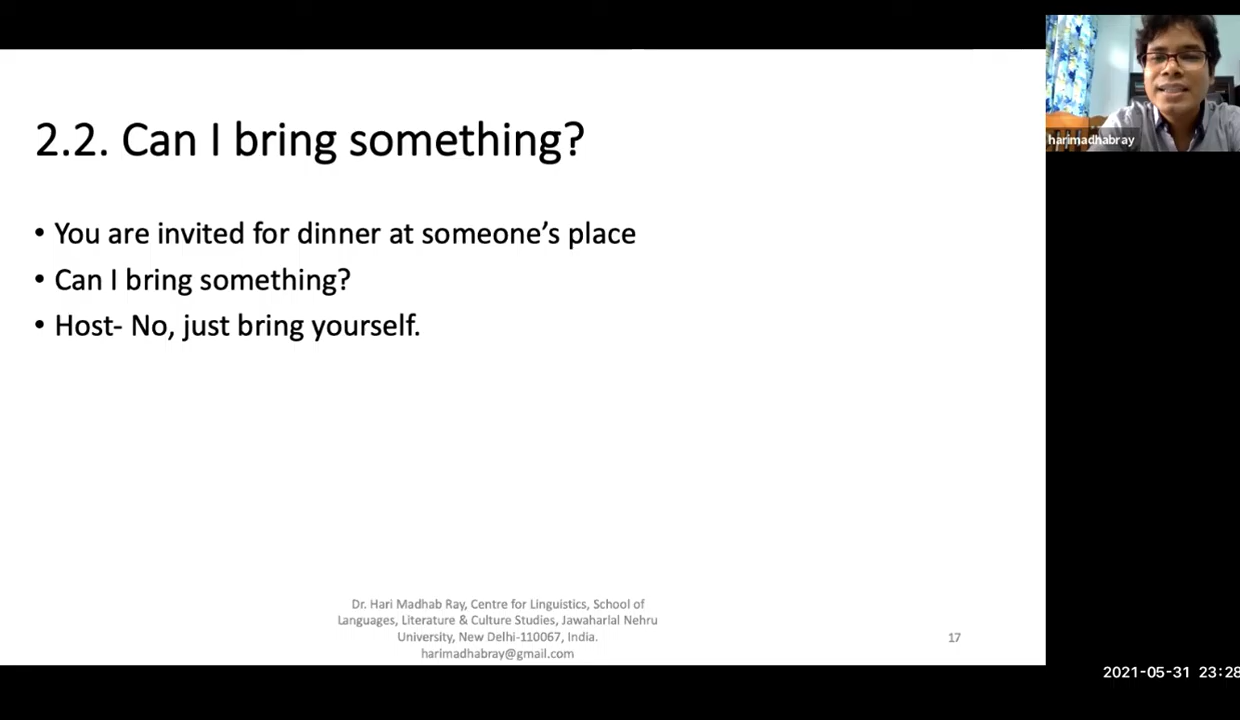 2.2. Can I bring something?
• You are invited for dinner at someone's place
• Can I bring something?
• Host- No, just bring yourself.
Dr. Hari Madhab Ray, Centre for Linguistics, School of
Languages, Literature & Culture Studies, Jawaharlal Nehru
University, New Delhi-110067, India.
harimadhabray@gmail.com
17
harimadhabray
2021-05-31 23:28